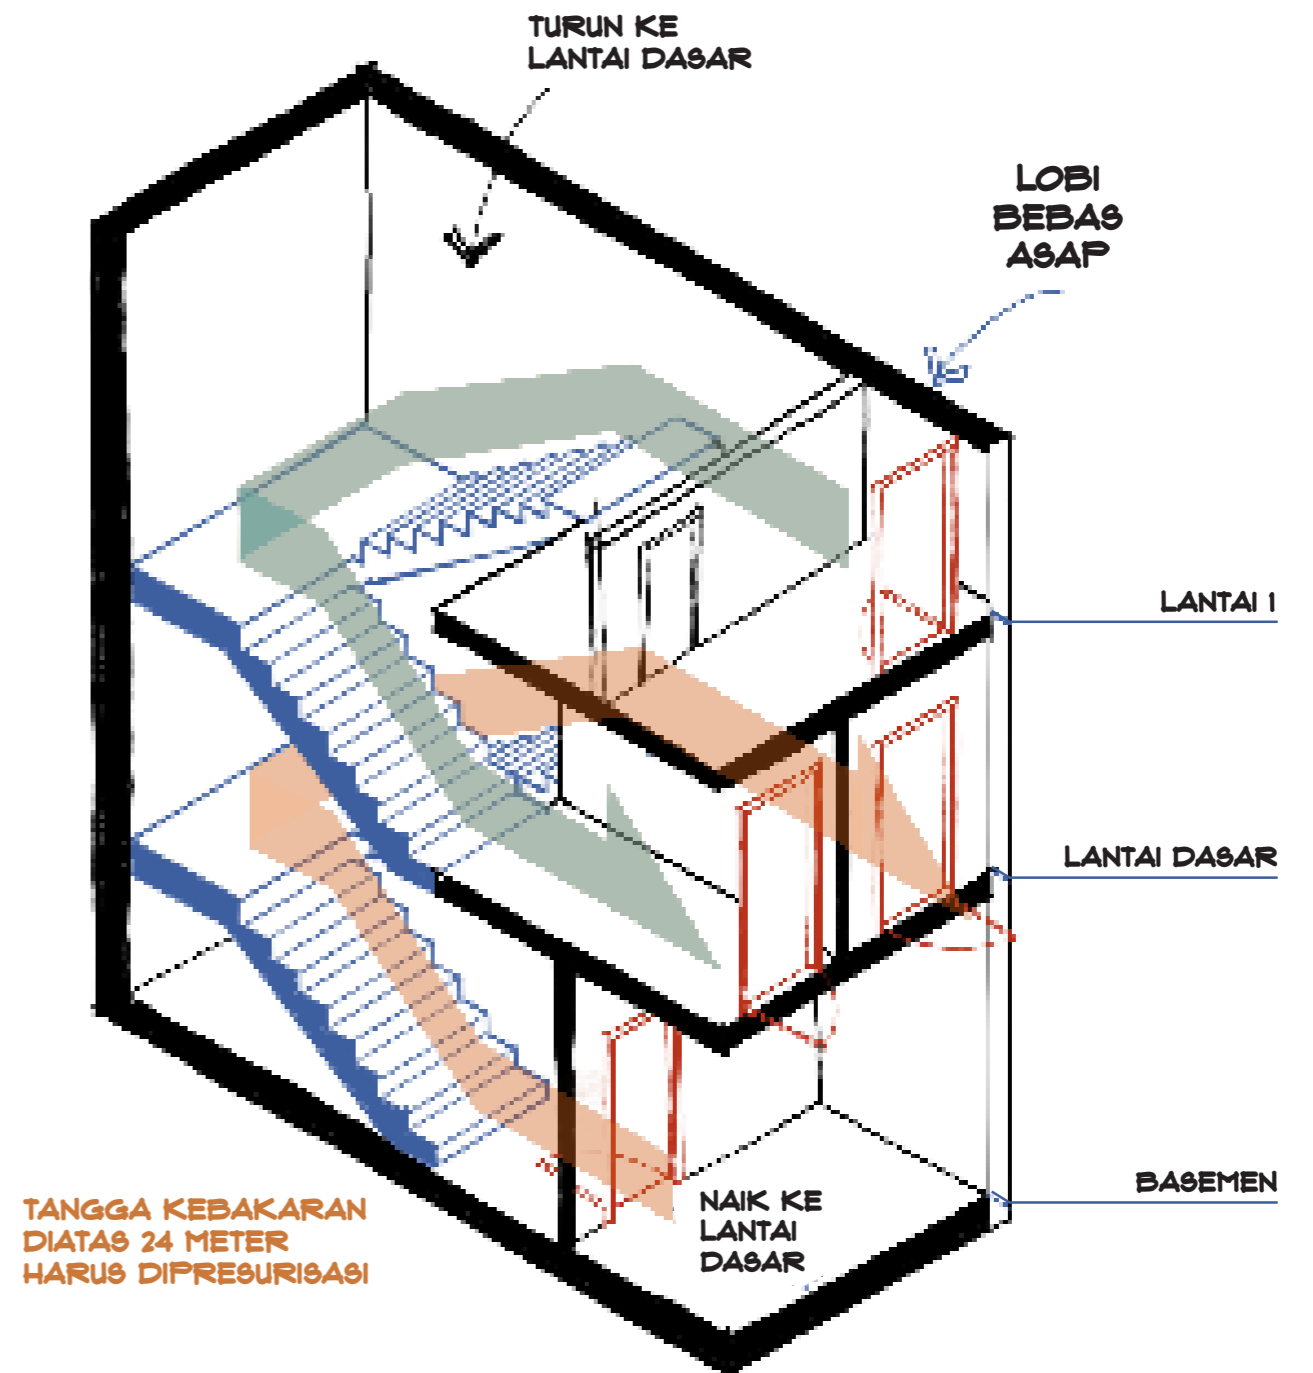 TURUN KE
LANTAI DASAR
LOBI
BEBAS
ASAP
LANTAI 1
LANTAI DASAR
BASEMEN
NAIK KE
LANTAI
DASAR
TANGGA KEBAKARAN
DIATAS 24 METER
HARUS DIPRESURISASI